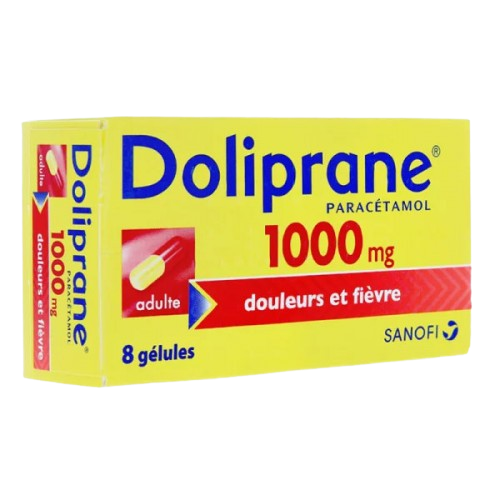 Doliprane®
PARACÉTAMOL
1000 mg
adulte
douleurs et fièvre
8 gélules
SANOFI
adulte
Doliprane®
PARACÉTAMOL
1000 mg
douleurs et fièvre